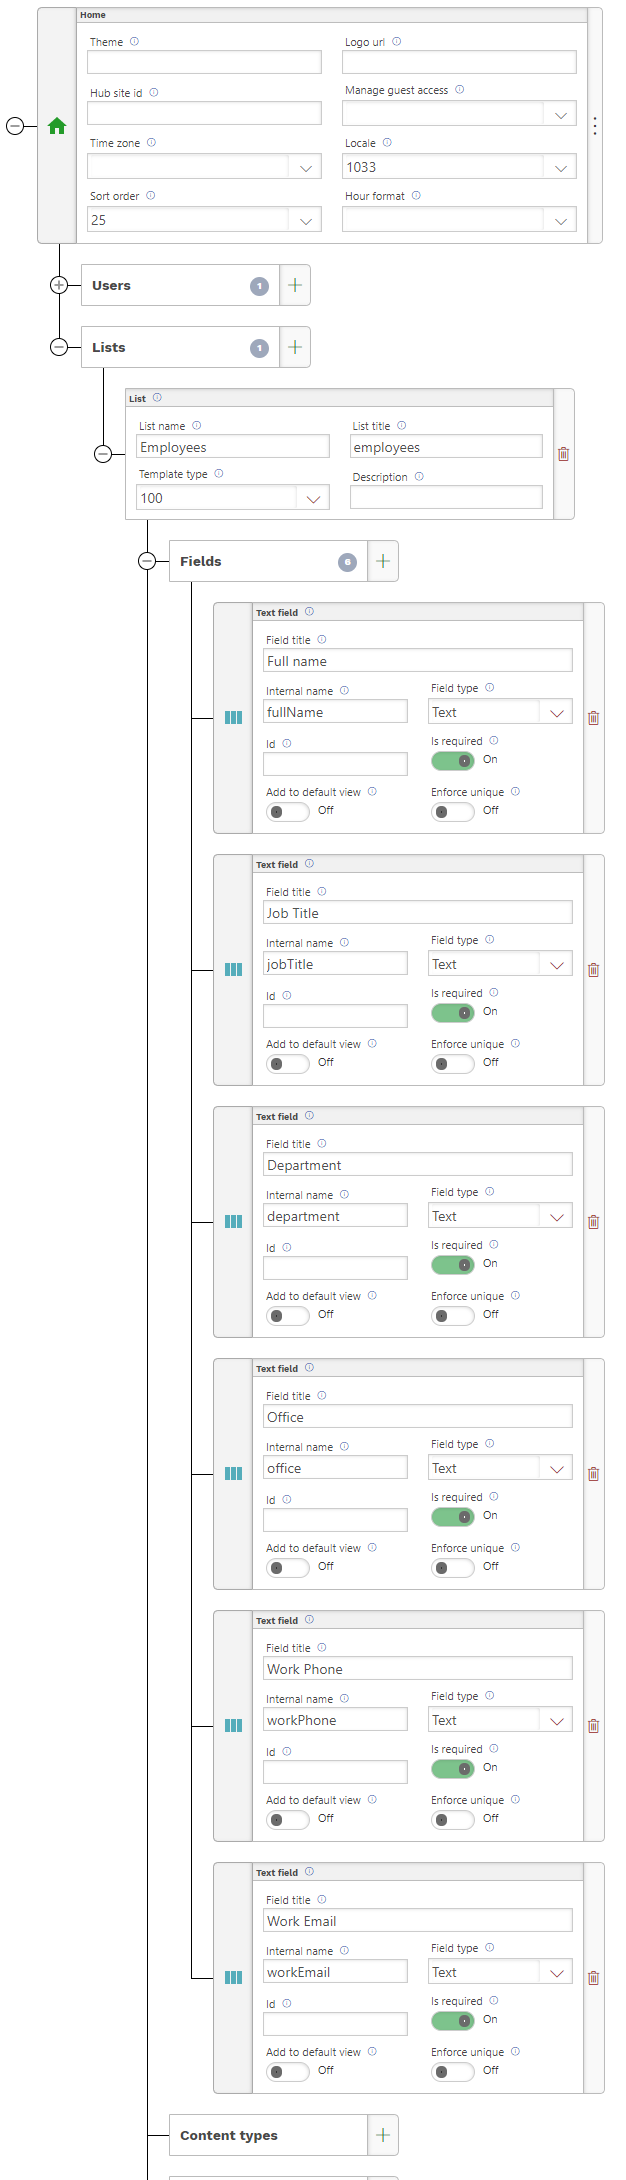 Home
Theme Logo url
Hub site id Manage guest access
Time zone Locale
1033
Sort order Hour format
25
Users 1
Lists 1
List
List name List title
Employees employees
Template type Description
100
Fields 6
Text field
Field title
Full name
Internal name Field type
fullName Text
Id Is required
On
Add to default view Enforce unique
Off Off
Text field
Field title
Job Title
Internal name Field type
jobTitle Text
Id Is required
On
Add to default view Enforce unique
Off Off
Text field
Field title
Department
Internal name Field type
department Text
Id Is required
On
Add to default view Enforce unique
Off Off
Text field
Field title
Office
Internal name Field type
office Text
Id Is required
On
Add to default view Enforce unique
Off Off
Text field
Field title
Work Phone
Internal name Field type
workPhone Text
Id Is required
On
Add to default view Enforce unique
Off Off
Text field
Field title
Work Email
Internal name Field type
workEmail Text
Id Is required
On
Add to default view Enforce unique
Off Off
Content types